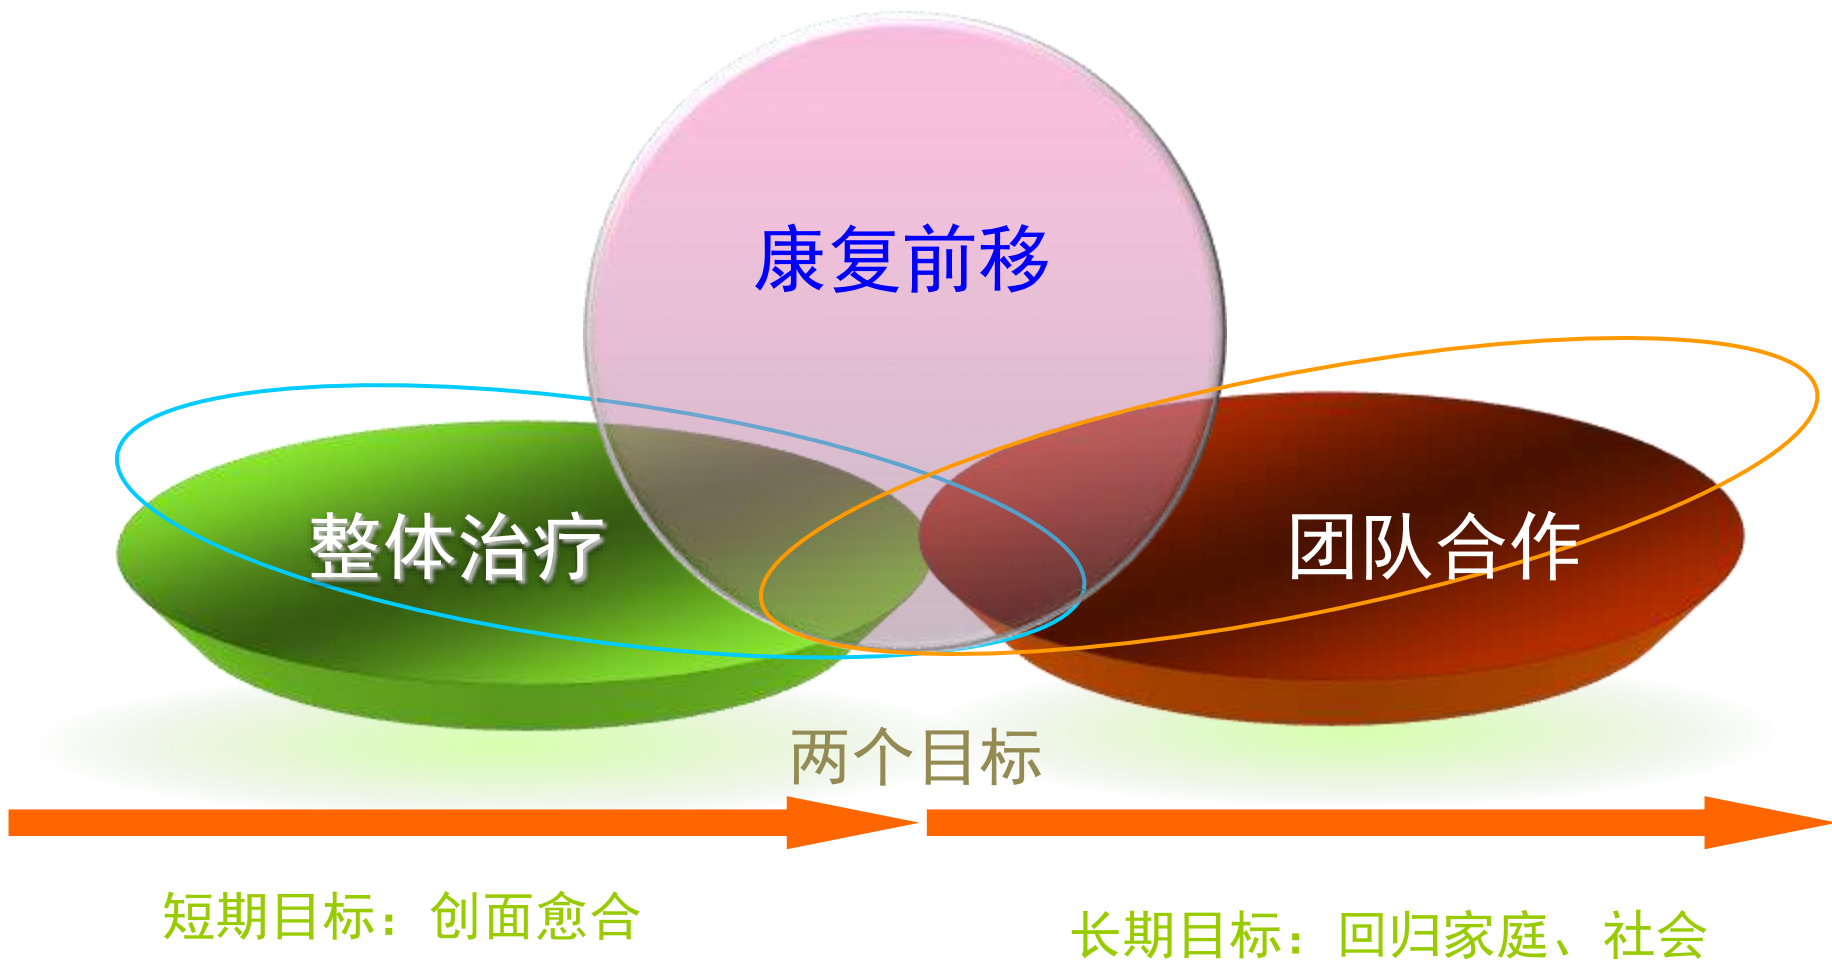 康复前移
整体治疗
团队合作
两个目标
短期目标：创面愈合
长期目标：回归家庭、社会